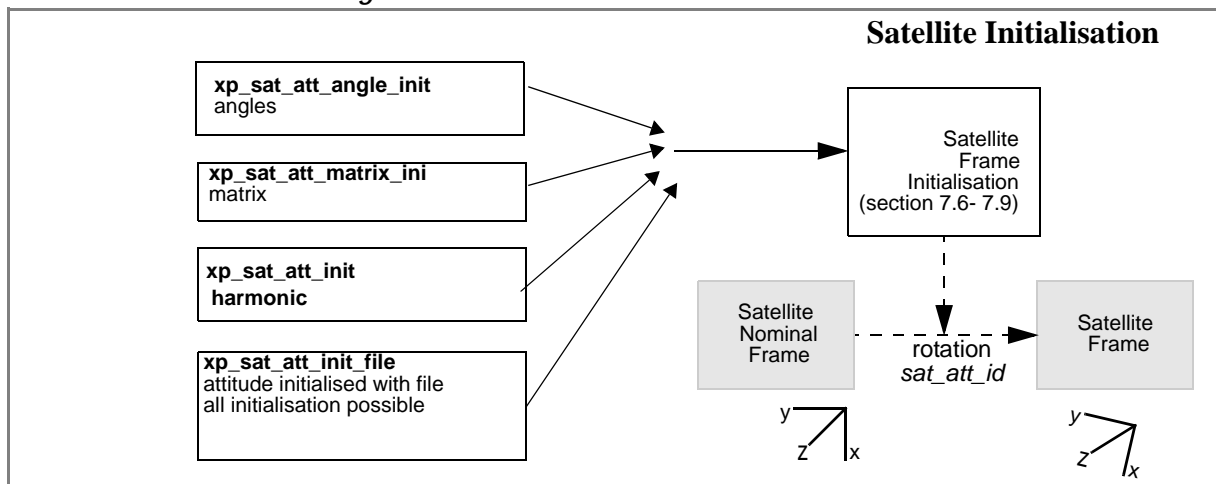 g
Satellite Initialisation
xp_sat_att_angle_init
angles
xp_sat_att_matrix_ini
matrix
xp_sat_att_init
harmonic
xp_sat_att_init_file
attitude initialised with file
all initialisation possible
Satellite
Frame
Initialisation
(section 7.6- 7.9)
Satellite
Nominal
Frame
rotation
sat_att_id
Satellite
Frame
y
z
x
y
z
x